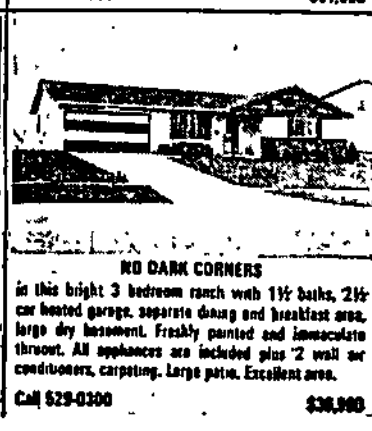 NO DARK CORNERS
in this bright 3 bedroom ranch with 1½ baths, 2½
car heated garage, separate dining and breakfast area,
large dry basement. Freshly painted and immaculate
thruout. All appliances are included plus 2 wall air
conditioners, carpeting. Large patio. Excellent area.
Call 529-0300